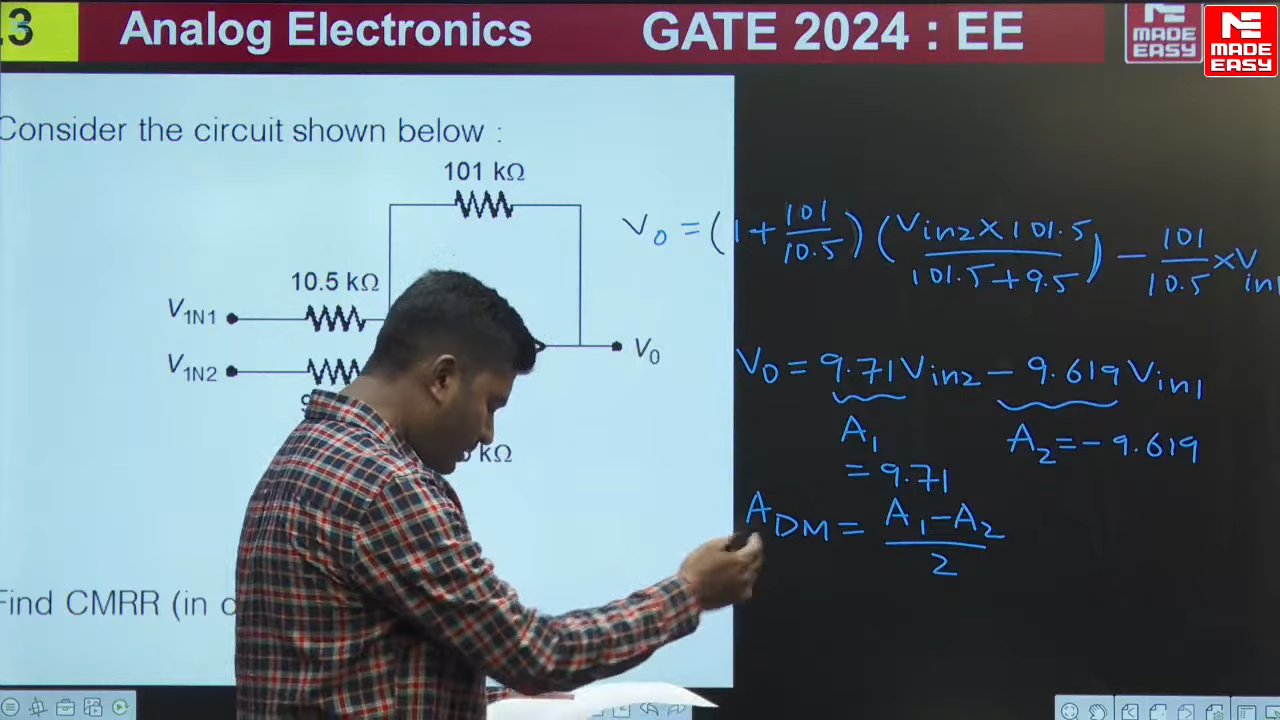 .3 Analog Electronics GATE 2024 : EE
MADE EASY
MADE EASY
Consider the circuit shown below :
101 kΩ
10.5 kΩ
V1N1
V1N2
V0
kΩ
Find CMRR (in
V0 = (1 + 101/10.5) (Vin2 × 101.5 / 101.5 + 9.5) − 101/10.5 × Vin1
V0 = 9.71 Vin2 − 9.619 Vin1
A1 = 9.71
A2 = − 9.619
ADM = A1 − A2 / 2